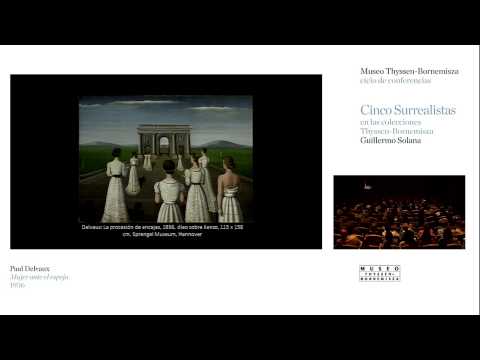 Museo Thyssen-Bornemisza
ciclo de conferencias
Cinco Surrealistas
en las colecciones
Thyssen-Bornemisza
Guillermo Solana
Delvaux: La procesión de encajes, 1936, óleo sobre lienzo, 123 x 158
cm, Sprengel Museum, Hannover
Paul Delvaux
Mujer ante el espejo,
1936
MUSEO
THYSSEN-
BORNEMISZA